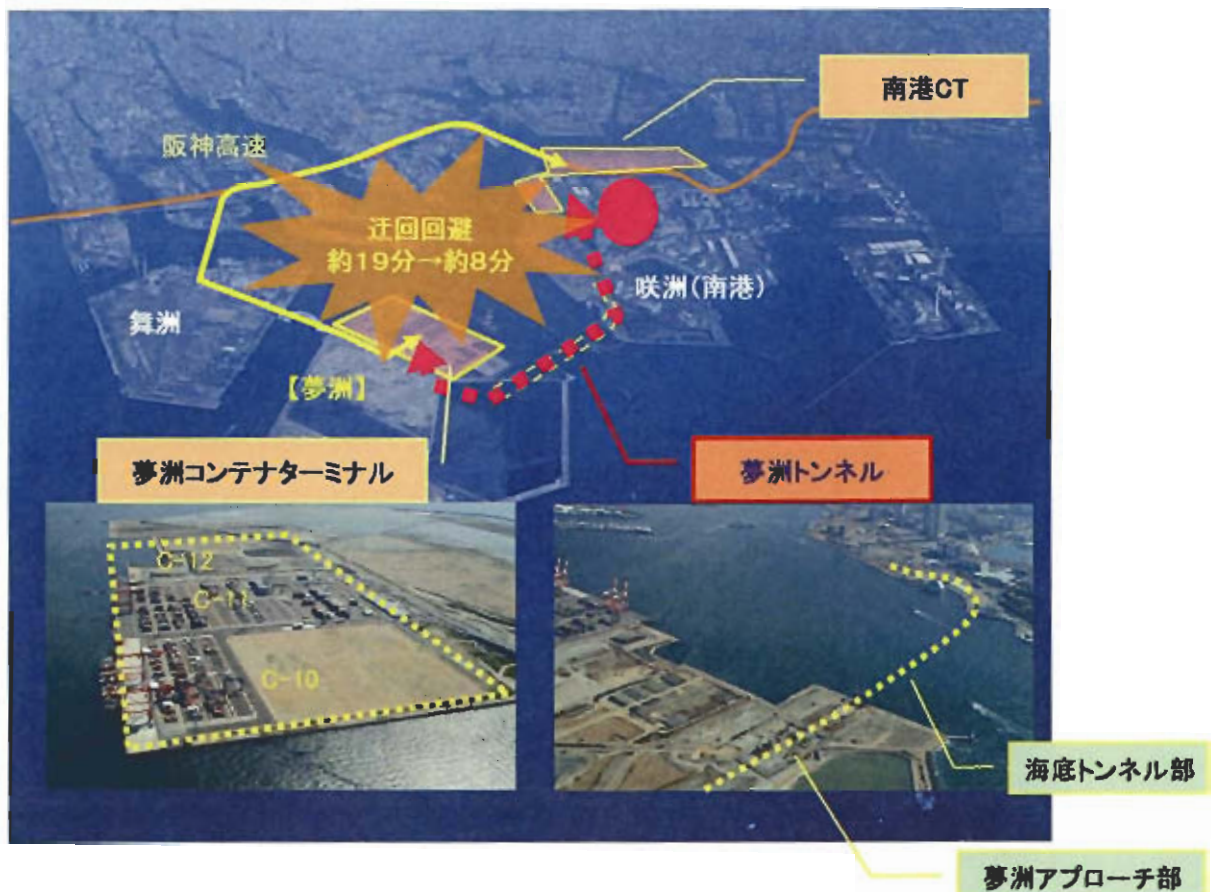 南港CT
阪神高速
迂回回避
約19分→約8分
咲洲(南港)
舞洲
【夢洲】
夢洲コンテナターミナル
夢洲トンネル
C-12
C-11
C-10
海底トンネル部
夢洲アプローチ部